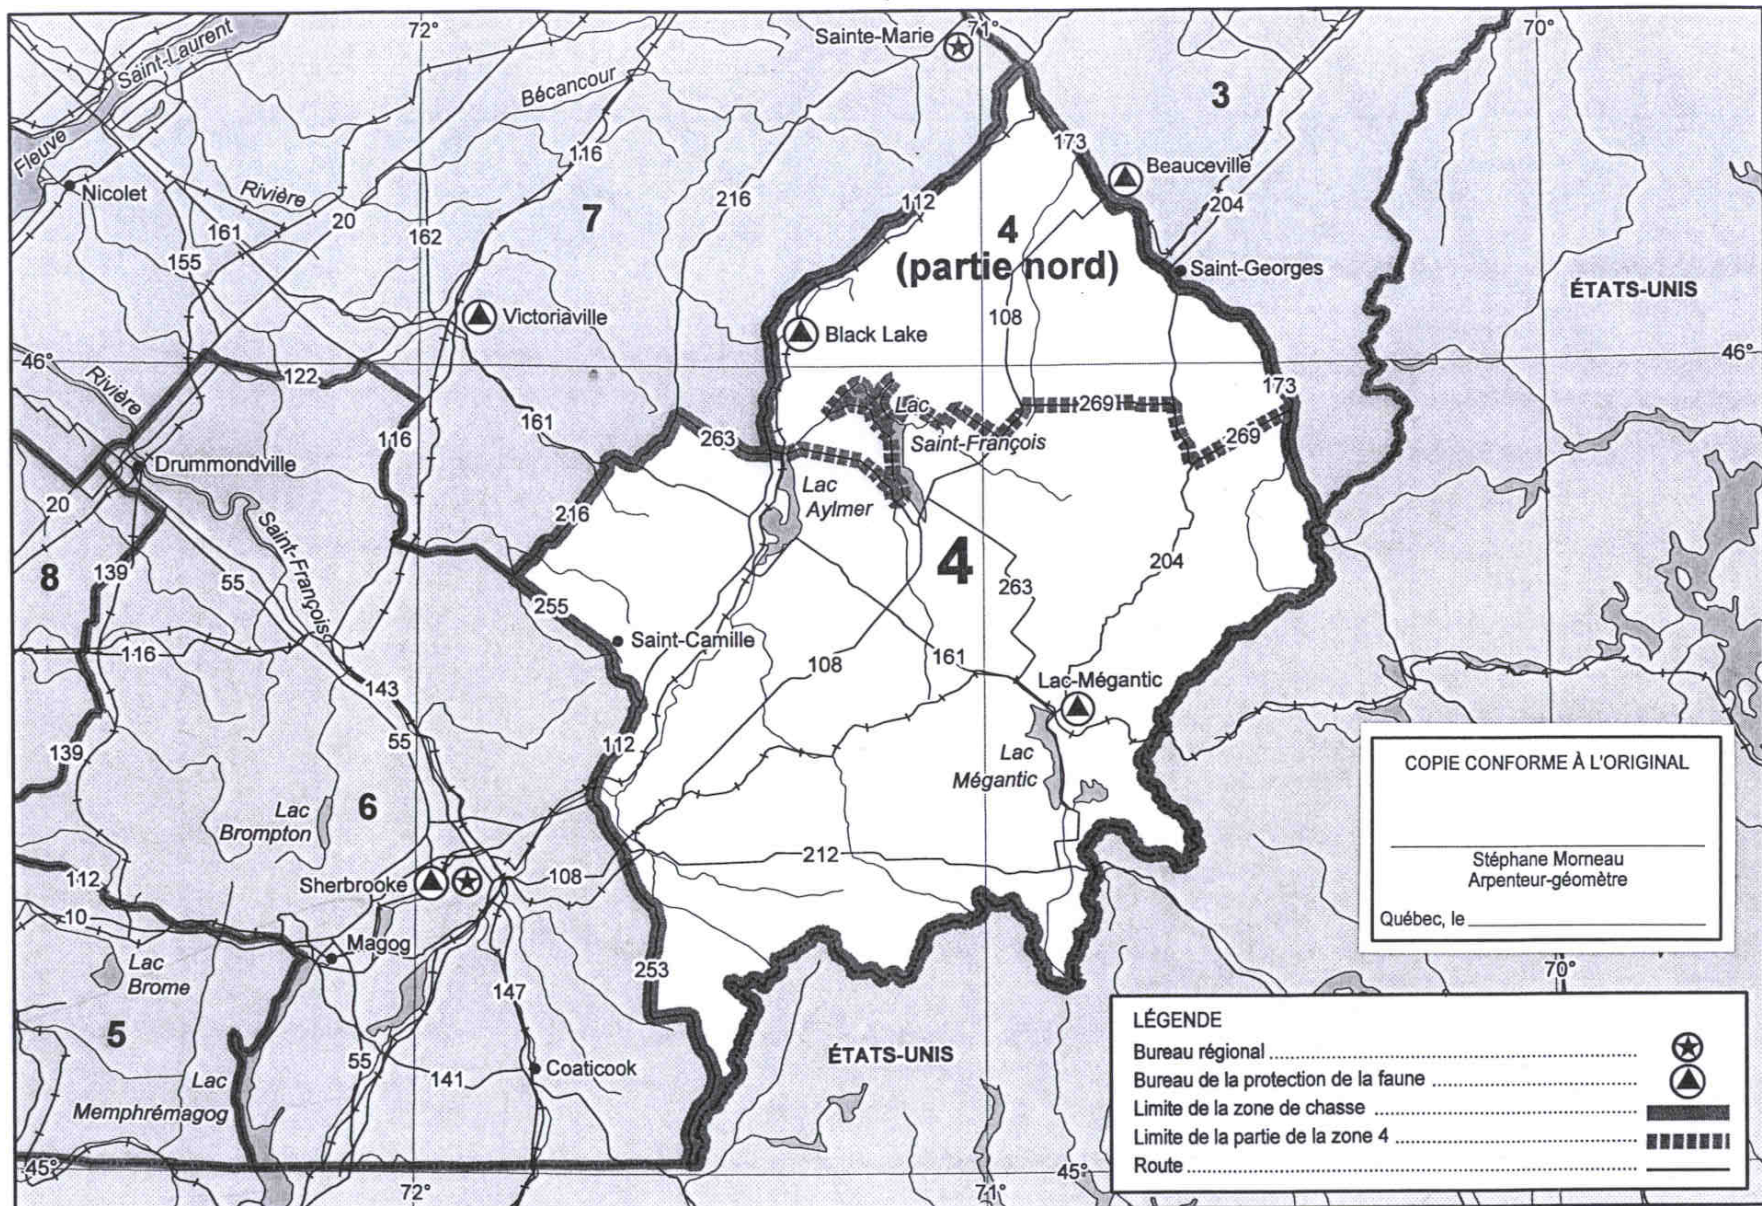 72°
Sainte-Marie
71°
70°
Fleuve
Saint-Laurent
Bécancour
3
116
173
Nicolet
Rivière
161
20
162
7
216
112
Beauceville
204
155
4
(partie nord)
Saint-Georges
ÉTATS-UNIS
Victoriaville
Black Lake
108
46°
46°
Rivière
122
173
161
116
263
Lac
Saint-François
269
269
Drummondville
20
Saint-François
216
Lac
Aylmer
8
139
55
4
204
263
255
Saint-Camille
116
108
161
143
Lac-Mégantic
139
55
112
Lac
Mégantic
Lac
Brompton
6
212
Sherbrooke
108
112
10
Magog
Lac
Brome
253
147
5
55
141
Coaticook
Lac
Memphrémagog
ÉTATS-UNIS
45°
45°
72°
71°
70°
COPIE CONFORME À L'ORIGINAL
Stéphane Morneau
Arpenteur-géomètre
Québec, le
LÉGENDE
Bureau régional
Bureau de la protection de la faune
Limite de la zone de chasse
Limite de la partie de la zone 4
Route